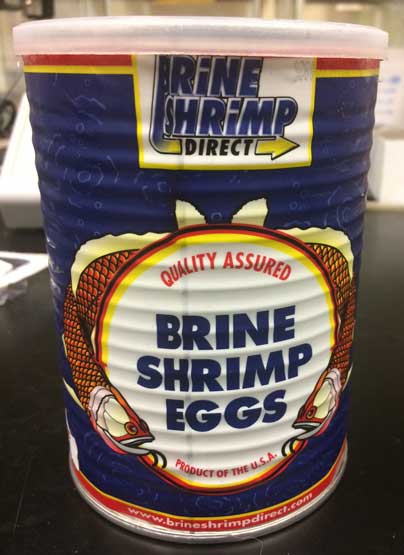 BRiNE
SHRiMP
DIRECT
QUALITY ASSURED
BRINE
SHRIMP
EGGS
PRODUCT OF THE U.S.A.
www.brineshrimpdirect.com